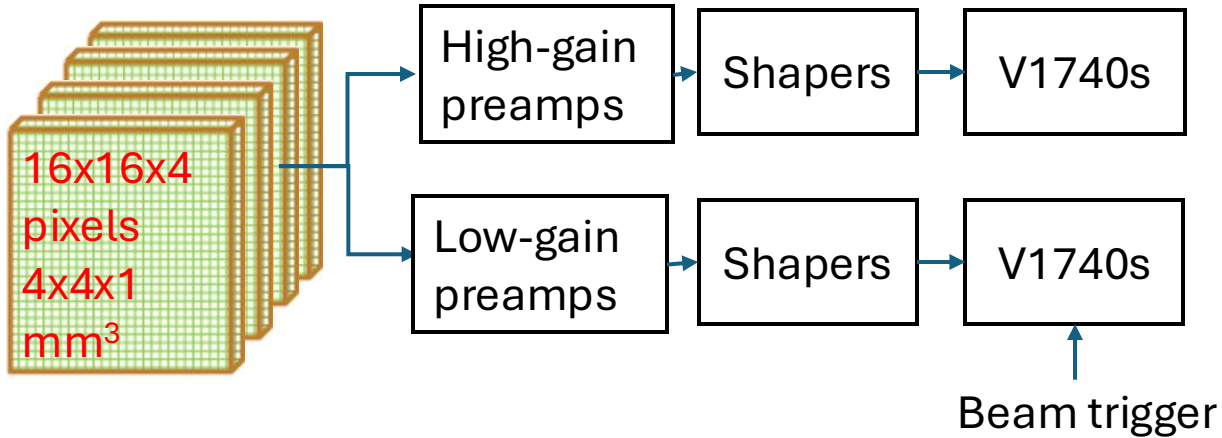 16x16x4
pixels
4x4x1
mm³
High-gain
preamps
Shapers
V1740s
Low-gain
preamps
Shapers
V1740s
Beam trigger